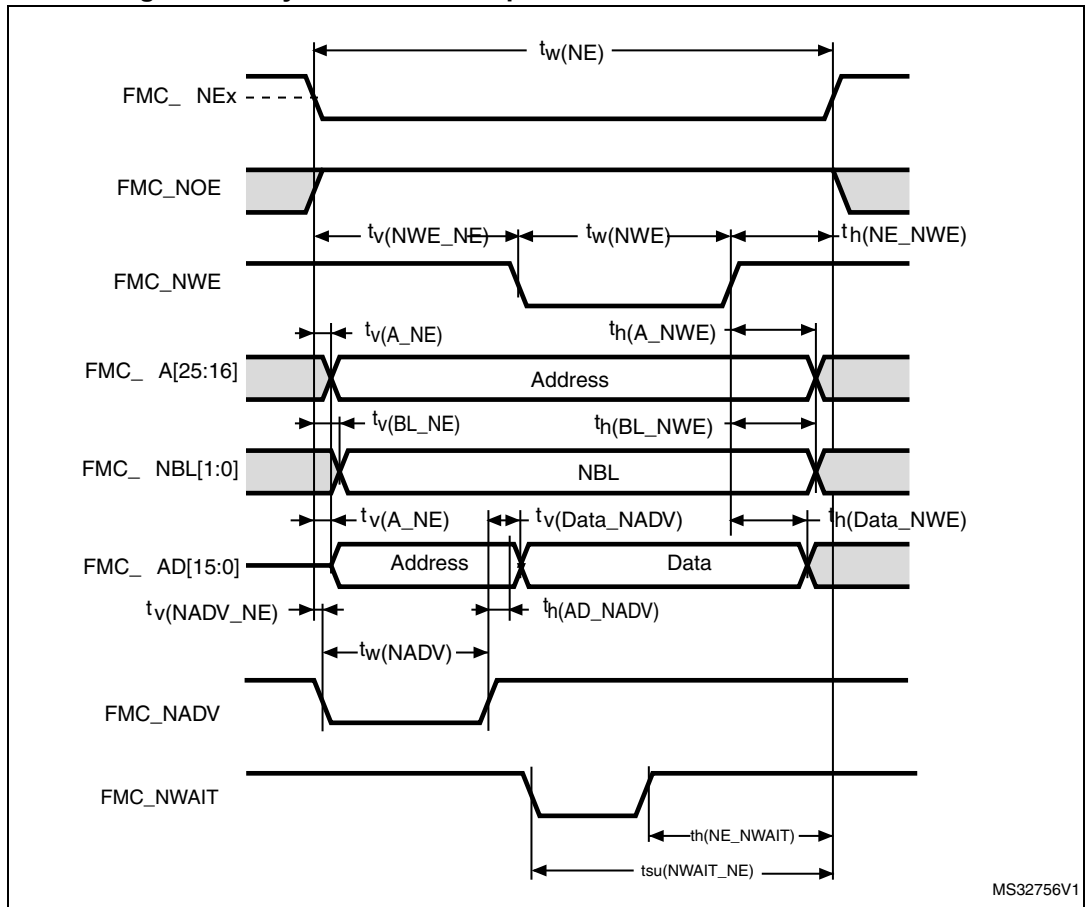 tw(NE)
FMC_ NEx
FMC_NOE
tv(NWE_NE) tw(NWE) th(NE_NWE)
FMC_NWE
tv(A_NE) th(A_NWE)
FMC_ A[25:16] Address
tv(BL_NE) th(BL_NWE)
FMC_ NBL[1:0] NBL
tv(A_NE) tv(Data_NADV) th(Data_NWE)
FMC_ AD[15:0] Address Data
tv(NADV_NE) th(AD_NADV)
tw(NADV)
FMC_NADV
FMC_NWAIT
th(NE_NWAIT)
tsu(NWAIT_NE)
MS32756V1